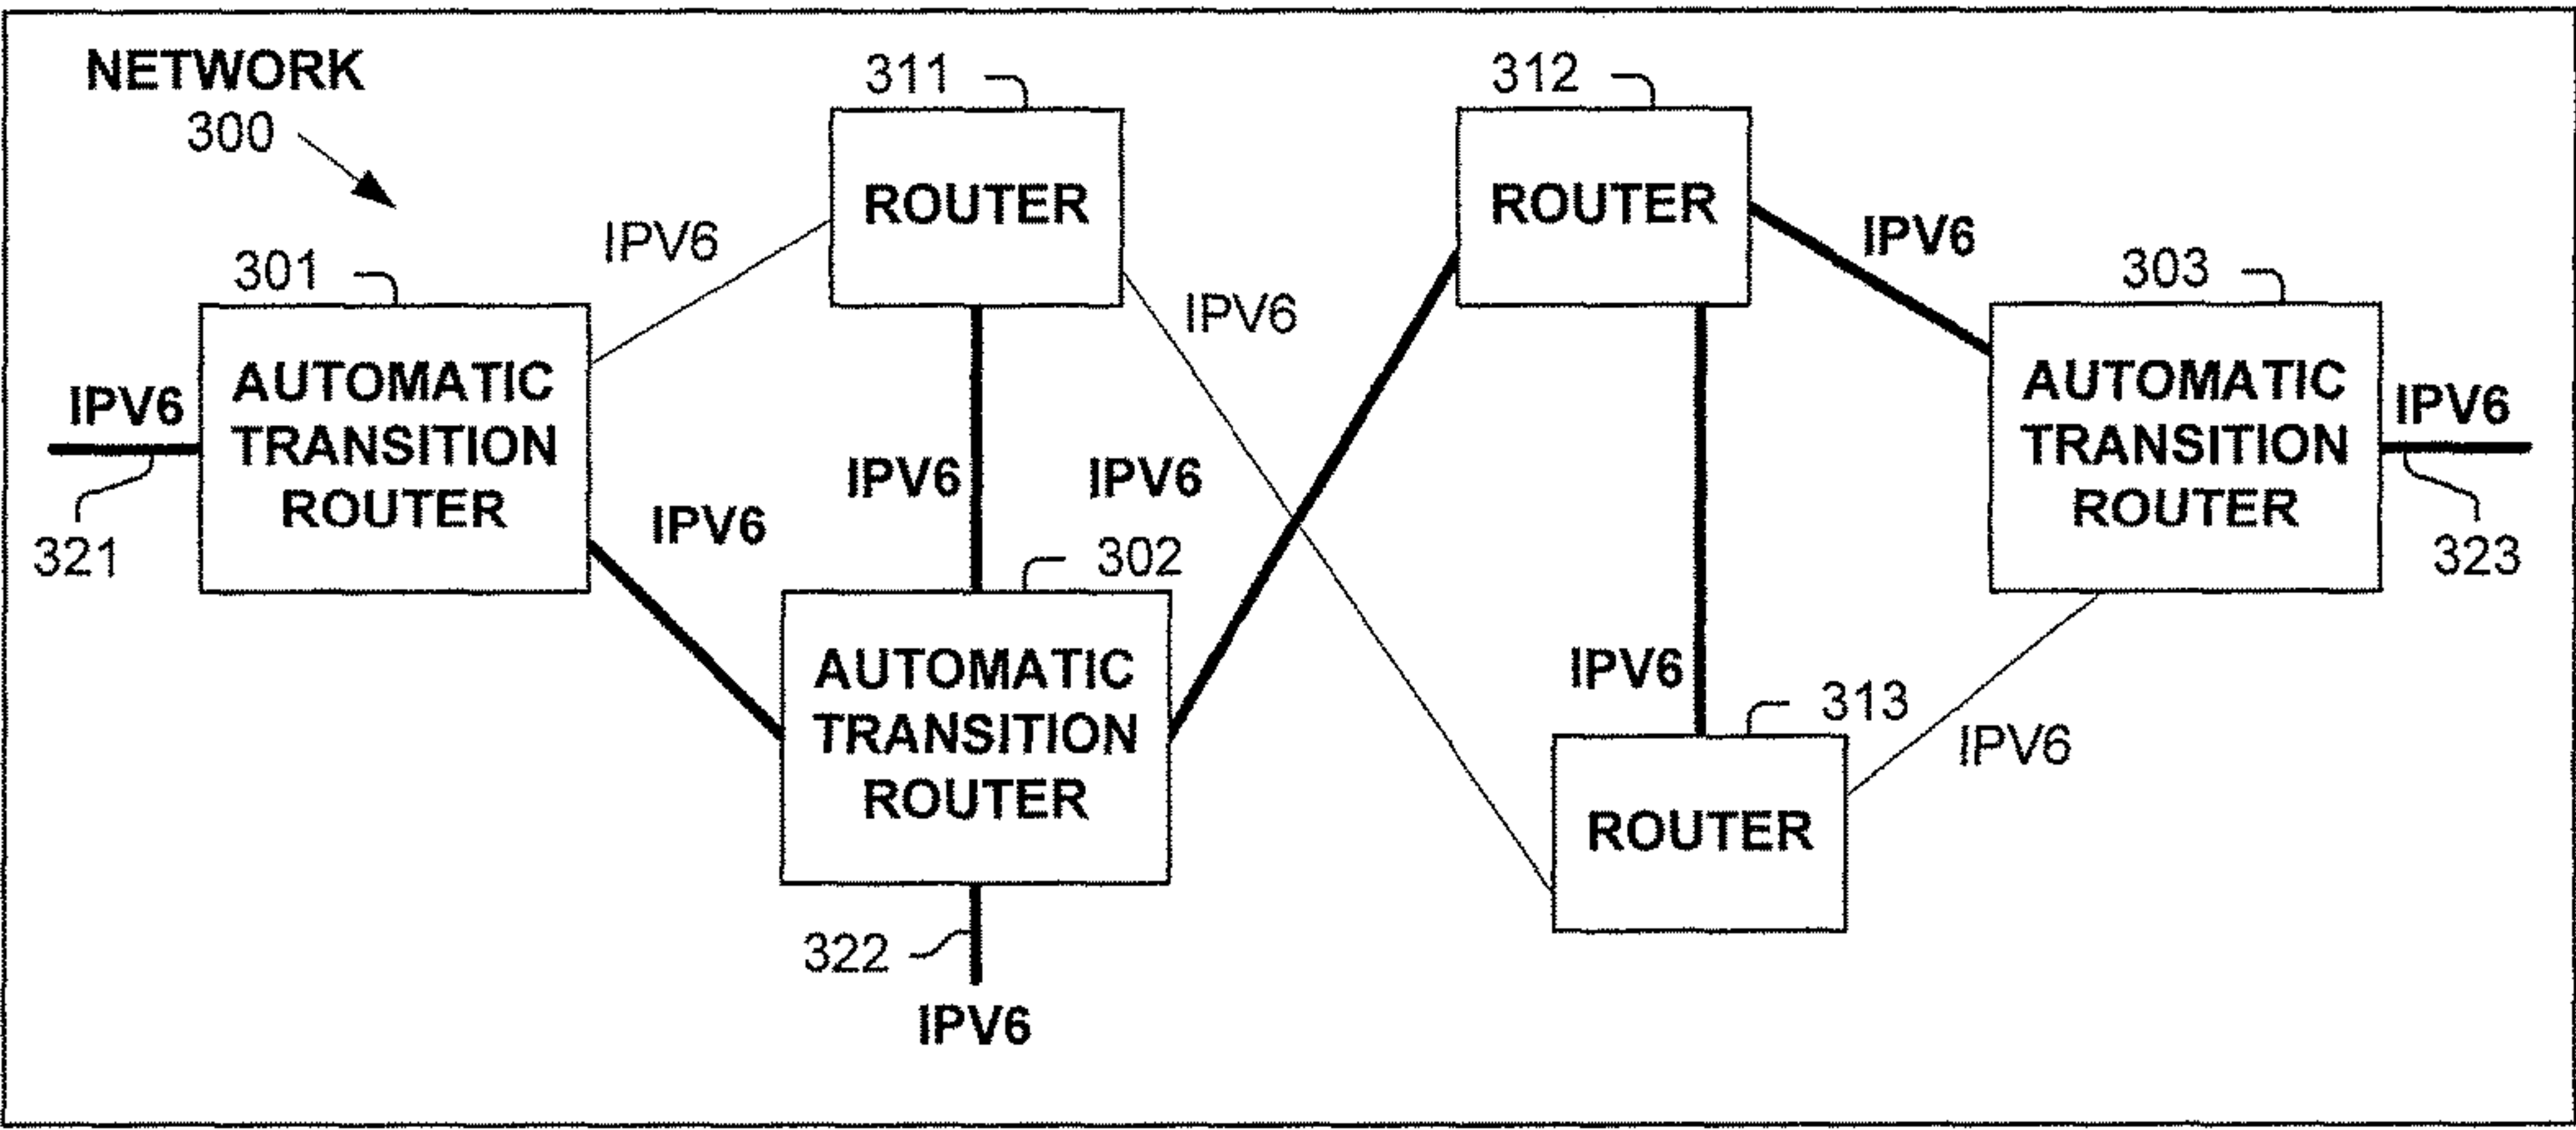 NETWORK
300
311
312
ROUTER
ROUTER
IPV6
IPV6
301
303
IPV6
AUTOMATIC
TRANSITION
ROUTER
AUTOMATIC
TRANSITION
ROUTER
IPV6
IPV6
321
323
IPV6
IPV6
IPV6
302
AUTOMATIC
TRANSITION
ROUTER
IPV6
313
IPV6
ROUTER
322
IPV6